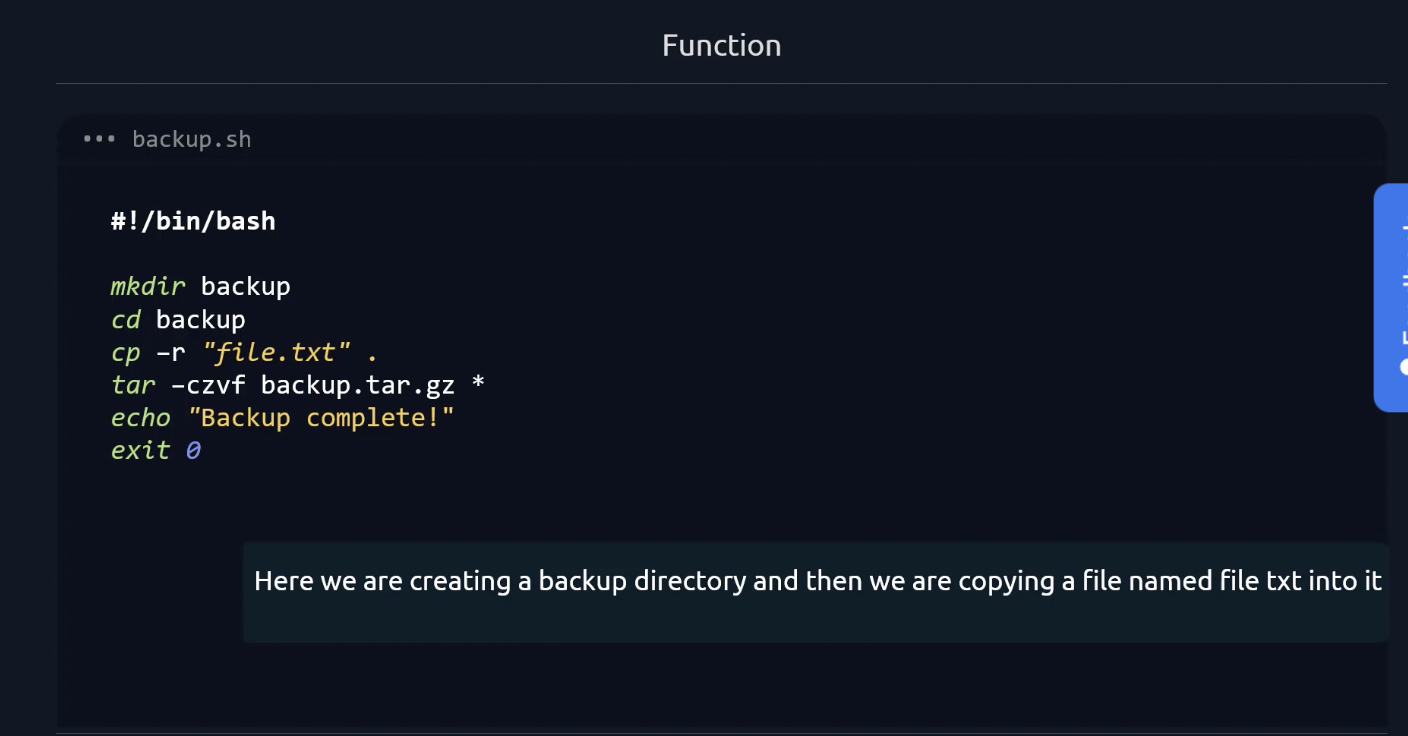 Function
••• backup.sh
#!/bin/bash
mkdir backup
cd backup
cp –r "file.txt" .
tar –czvf backup.tar.gz *
echo "Backup complete!"
exit 0
Here we are creating a backup directory and then we are copying a file named file txt into it